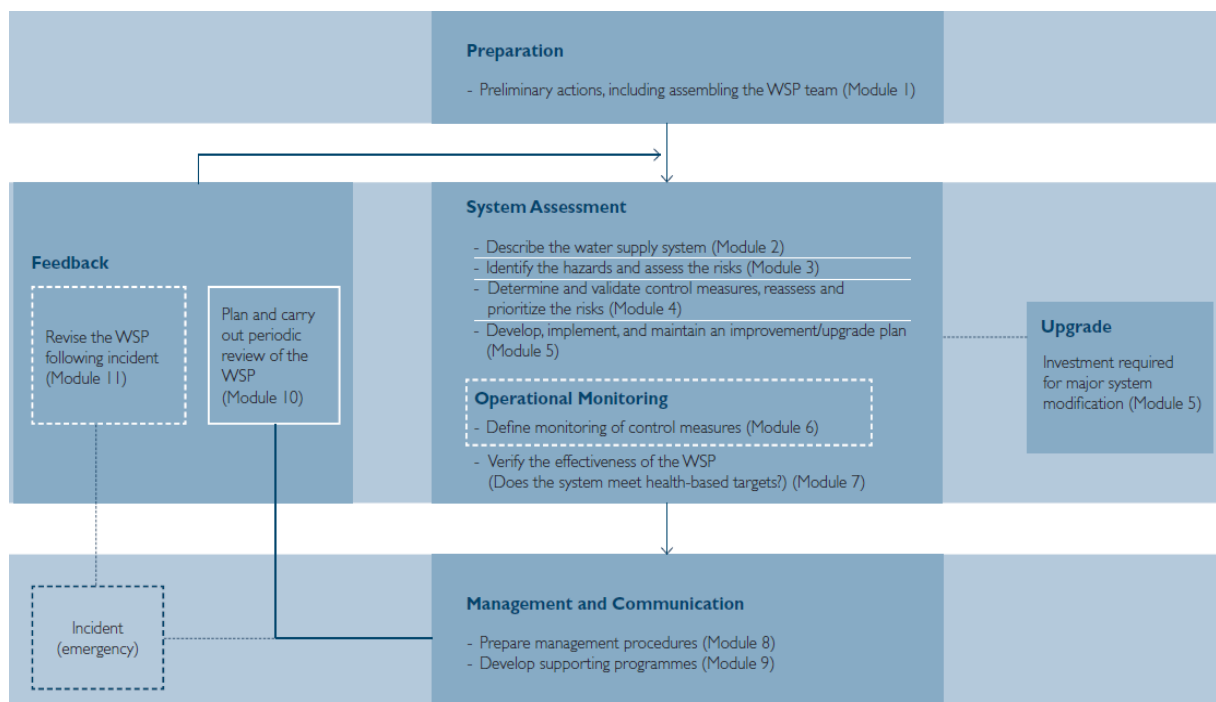 Preparation
- Preliminary actions, including assembling the WSP team (Module 1)
System Assessment
- Describe the water supply system (Module 2)
- Identify the hazards and assess the risks (Module 3)
- Determine and validate control measures, reassess and
prioritize the risks (Module 4)
- Develop, implement, and maintain an improvement/upgrade plan
(Module 5)
Operational Monitoring
- Define monitoring of control measures (Module 6)
- Verify the effectiveness of the WSP
(Does the system meet health-based targets?) (Module 7)
Feedback
Revise the WSP
following incident
(Module 11)
Plan and carry
out periodic
review of the
WSP
(Module 10)
Upgrade
Investment required
for major system
modification (Module 5)
Incident
(emergency)
Management and Communication
- Prepare management procedures (Module 8)
- Develop supporting programmes (Module 9)